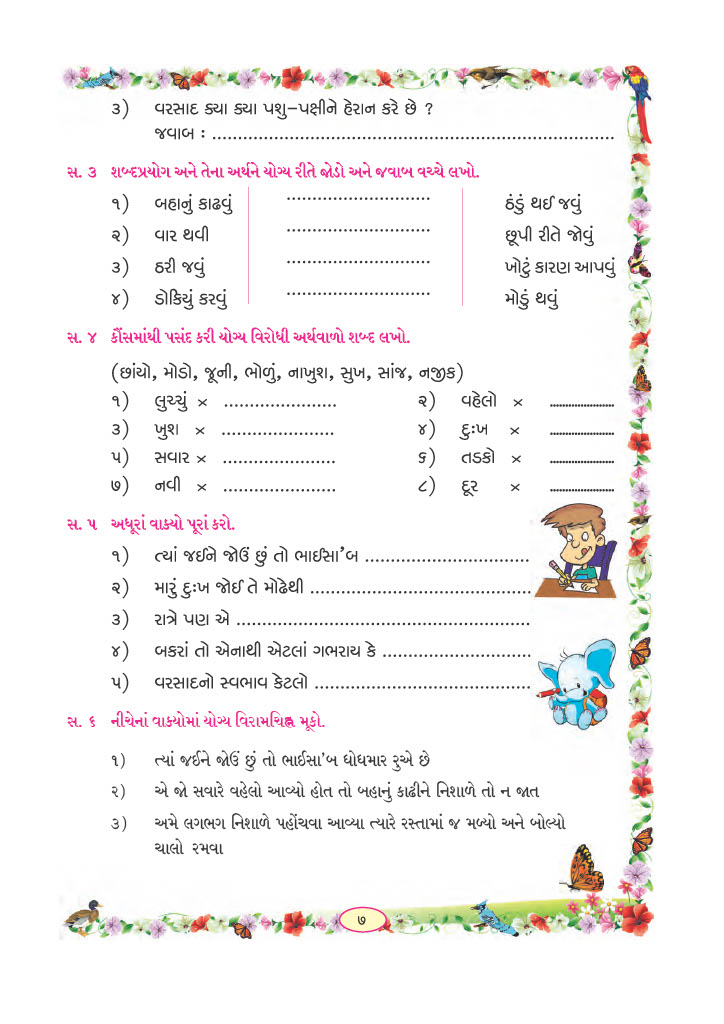 ૩) વરસાદ ક્યા ક્યા પશુ-પક્ષીને હેરાન કરે છે ?
જવાબ : ..............................................................................
સ. ૩ શબ્દપ્રયોગ અને તેના અર્થને યોગ્ય રીતે જોડો અને જવાબ વચ્ચે લખો.
૧) બહાનું કાઢવું ............................ ઠંડું થઈ જવું
૨) વાર થવી ............................ છૂપી રીતે જોવું
૩) ઠરી જવું ............................ ખોટું કારણ આપવું
૪) ડોકિયું કરવું ............................ મોડું થવું
સ. ૪ કૌંસમાંથી પસંદ કરી યોગ્ય વિરોધી અર્થવાળો શબ્દ લખો.
(છાંયો, મોડો, જૂની, ભોળું, નાખુશ, સુખ, સાંજ, નજીક)
૧) લુચ્ચું × ...................... ૨) વહેલો × ......................
૩) ખુશ × ...................... ૪) દુઃખ × ......................
૫) સવાર × ...................... ૬) તડકો × ......................
૭) નવી × ...................... ૮) દૂર × ......................
સ. ૫ અધૂરાં વાક્યો પૂરાં કરો.
૧) ત્યાં જઈને જોઉં છું તો ભાઈસા'બ ................................
૨) મારું દુઃખ જોઈ તે મોઢેથી ...........................................
૩) રાત્રે પણ એ .........................................................
૪) બકરાં તો એનાથી એટલાં ગભરાય કે .............................
૫) વરસાદનો સ્વભાવ કેટલો ..........................................
સ. ૬ નીચેનાં વાક્યોમાં યોગ્ય વિરામચિહ્ન મૂકો.
૧) ત્યાં જઈને જોઉં છું તો ભાઈસા'બ ધોધમાર રુએ છે
૨) એ જો સવારે વહેલો આવ્યો હોત તો બહાનું કાઢીને નિશાળે તો ન જાત
૩) અમે લગભગ નિશાળે પહોંચવા આવ્યા ત્યારે રસ્તામાં જ મળ્યો અને બોલ્યો
ચાલો રમવા
૭